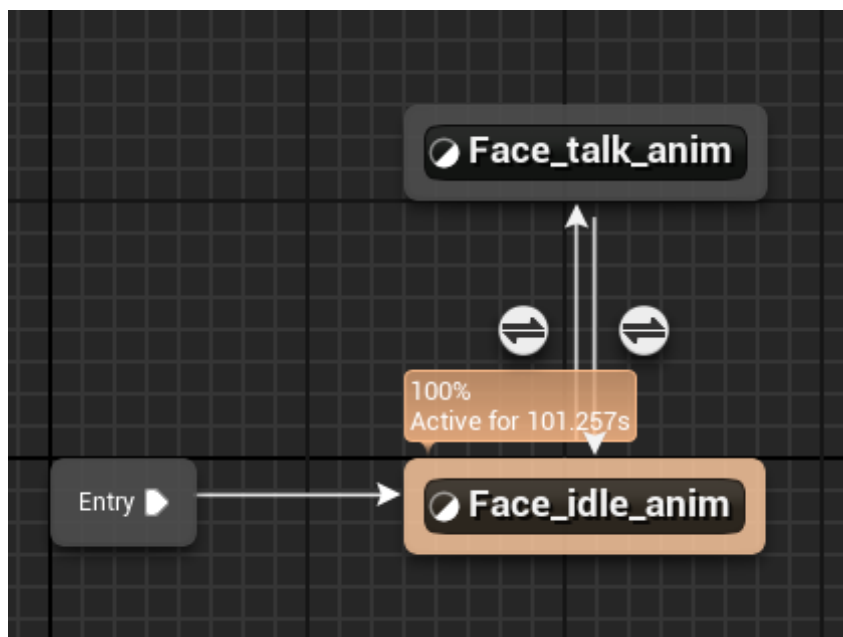 Face_talk_anim
100%
Active for 101.257s
Entry
Face_idle_anim